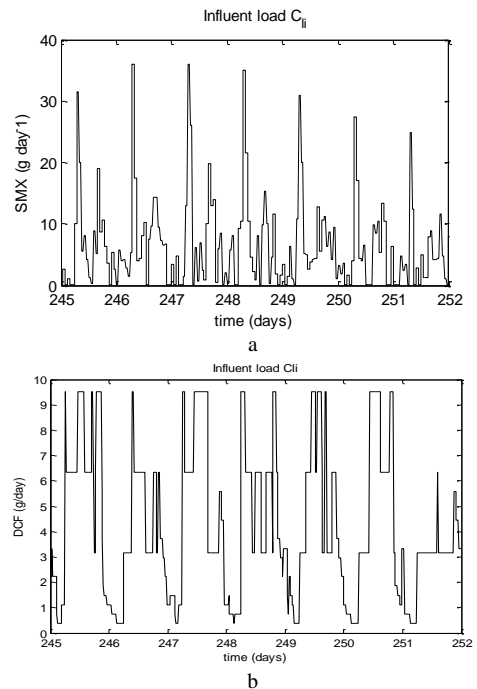 Influent load C_li
40
30
20
10
0
SMX (g day-1)
245 246 247 248 249 250 251 252
time (days)
a
Influent load Cli
10
9
8
7
6
5
4
3
2
1
0
DCF (g/day)
245 246 247 248 249 250 251 252
time (days)
b